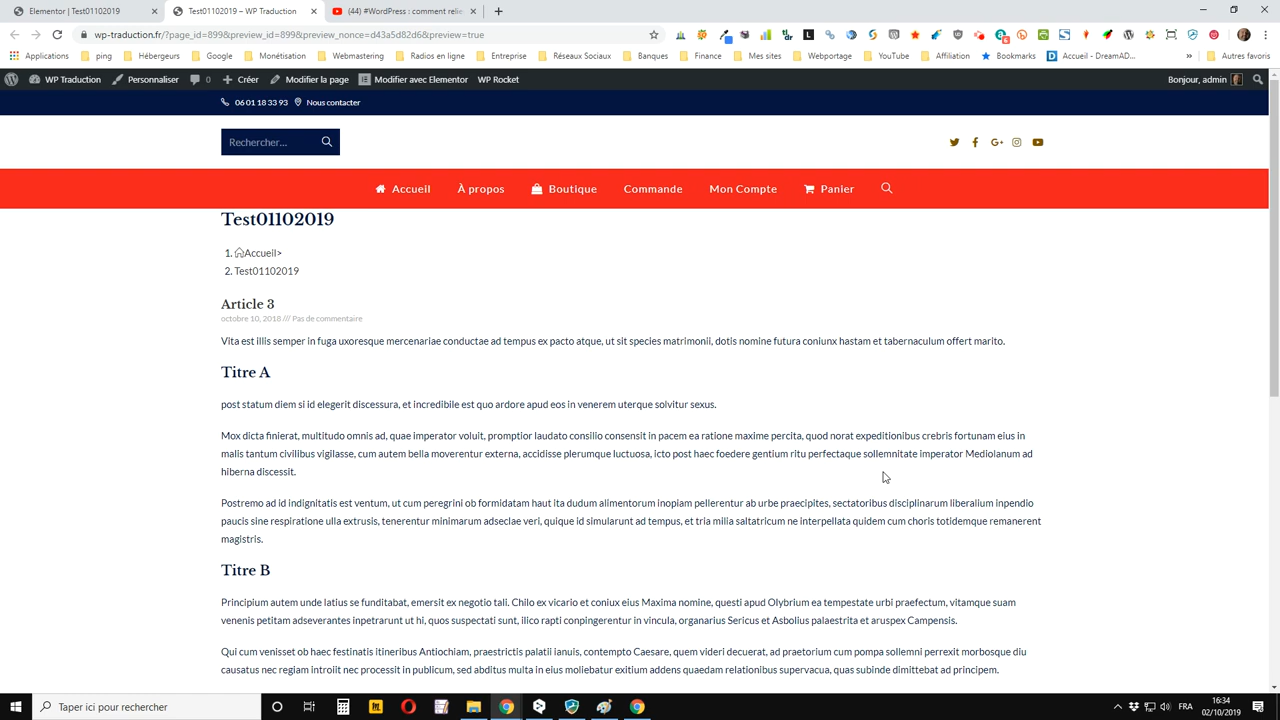 Elementor | Test01102019
Test01102019 – WP Traduction
(44) #WordPress : comment relie
wp-traduction.fr/?page_id=899&preview_id=899&preview_nonce=d43a5d82d6&preview=true
Applications ping Hébergeurs Google Monétisation Webmastering Radios en ligne Entreprise Réseaux Sociaux Banques Finance Mes sites Webportage YouTube Affiliation Bookmarks Accueil - DreamAD... » Autres favoris
WP Traduction Personnaliser 0 Créer Modifier la page Modifier avec Elementor WP Rocket Bonjour, admin
06 01 18 33 93 Nous contacter
Rechercher...
Accueil À propos Boutique Commande Mon Compte Panier
Test01102019
1. Accueil>
2. Test01102019
Article 3
octobre 10, 2018 /// Pas de commentaire
Vita est illis semper in fuga uxoresque mercenariae conductae ad tempus ex pacto atque, ut sit species matrimonii, dotis nomine futura coniunx hastam et tabernaculum offert marito.
Titre A
post statum diem si id elegerit discessura, et incredibile est quo ardore apud eos in venerem uterque solvitur sexus.
Mox dicta finierat, multitudo omnis ad, quae imperator voluit, promptior laudato consilio consensit in pacem ea ratione maxime percita, quod norat expeditionibus crebris fortunam eius in
malis tantum civilibus vigilasse, cum autem bella moverentur externa, accidisse plerumque luctuosa, icto post haec foedere gentium ritu perfectaque sollemnitate imperator Mediolanum ad
hiberna discessit.
Postremo ad id indignitatis est ventum, ut cum peregrini ob formidatam haut ita dudum alimentorum inopiam pellerentur ab urbe praecipites, sectatoribus disciplinarum liberalium inpendio
paucis sine respiratione ulla extrusis, tenerentur minimarum adseclae veri, quique id simularunt ad tempus, et tria milia saltatricum ne interpellata quidem cum choris totidemque remanerent
magistris.
Titre B
Principium autem unde latius se funditabat, emersit ex negotio tali. Chilo ex vicario et coniux eius Maxima nomine, questi apud Olybrium ea tempestate urbi praefectum, vitamque suam
venenis petitam adseverantes inpetrarunt ut hi, quos suspectati sunt, ilico rapti conpingerentur in vincula, organarius Sericus et Asbolius palaestrita et aruspex Campensis.
Qui cum venisset ob haec festinatis itineribus Antiochiam, praestrictis palatii ianuis, contempto Caesare, quem videri decuerat, ad praetorium cum pompa sollemni perrexit morbosque diu
causatus nec regiam introiit nec processit in publicum, sed abditus multa in eius moliebatur exitium addens quaedam relationibus supervacua, quas subinde dimittebat ad principem.
Taper ici pour rechercher
FRA
16:34
02/10/2019